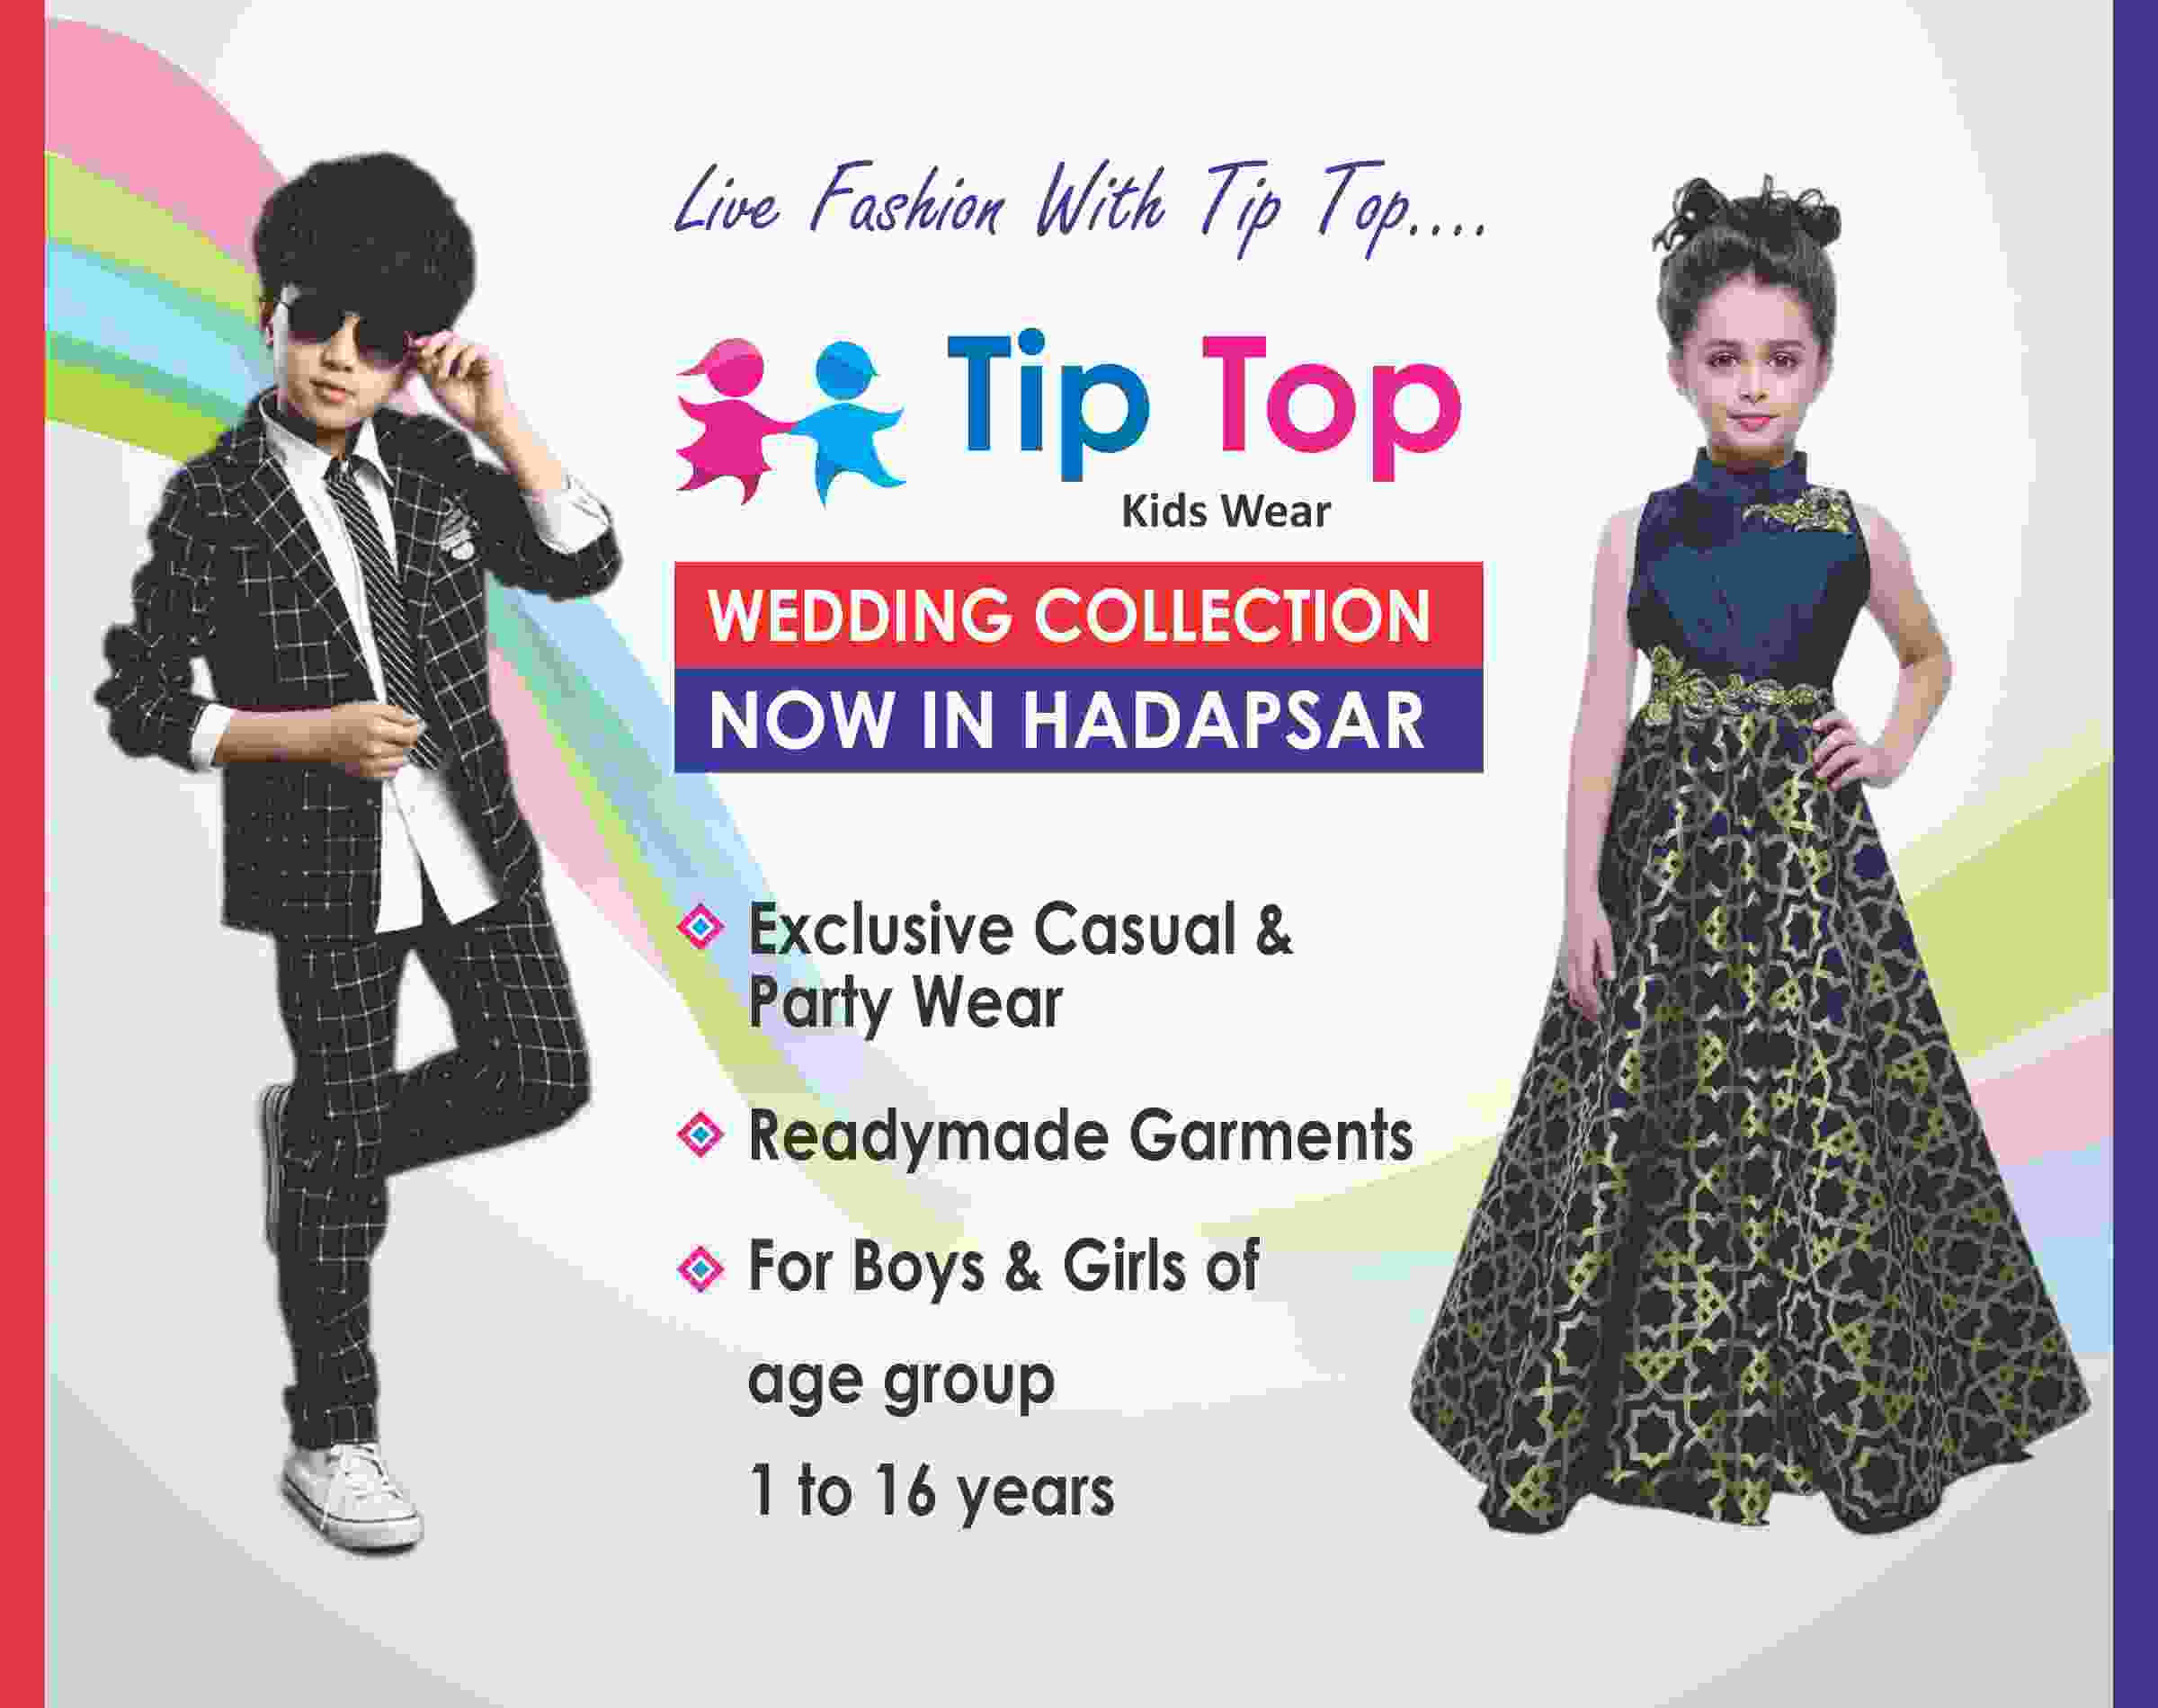 Live Fashion With Tip Top....
Tip Top
Kids Wear
WEDDING COLLECTION
NOW IN HADAPSAR
Exclusive Casual &
Party Wear
Readymade Garments
For Boys & Girls of
age group
1 to 16 years